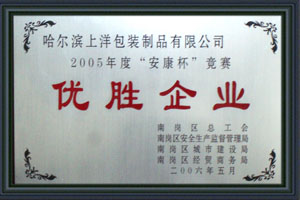 哈尔滨上洋包装制品有限公司
2005年度“安康杯”竞赛
优胜企业
南岗区总工会
南岗区安全生产监督管理局
南岗区城市建设局
南岗区经贸商务局
二00六年五月